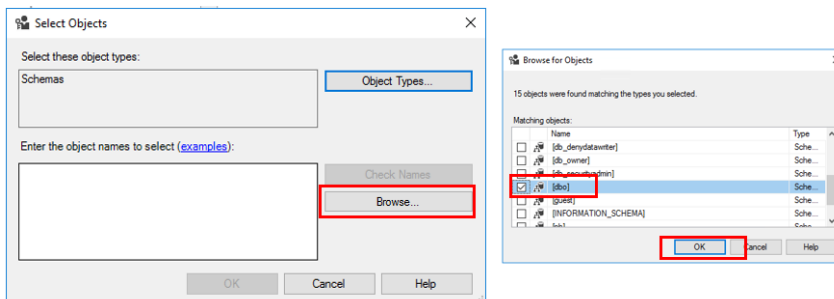 Select Objects
Select these object types:
Schemas
Object Types...
Enter the object names to select (examples):
Check Names
Browse...
OK
Cancel
Help
Browse for Objects
15 objects were found matching the types you selected.
Matching objects:
Name Type
[db_denydatawriter] Sche...
[db_owner] Sche...
[db_securityadmin] Sche...
[dbo] Sche...
[guest] Sche...
[INFORMATION_SCHEMA] Sche...
Sche...
OK
Cancel
Help